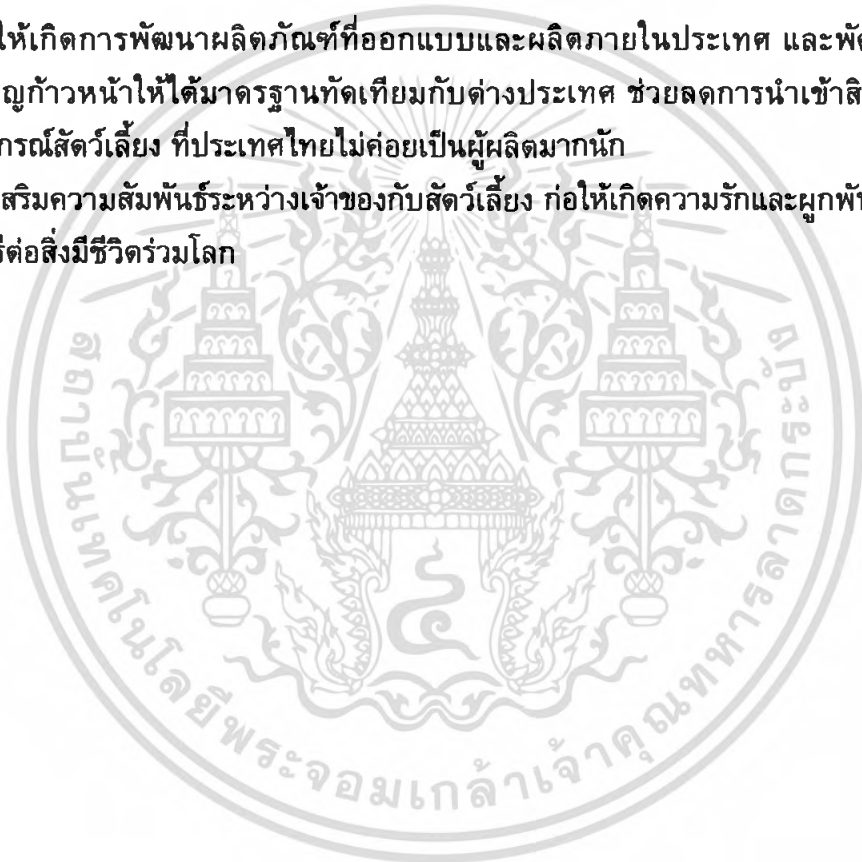 ให้เกิดการพัฒนาผลิตภัณฑ์ที่ออกแบบและผลิตภายในประเทศ และพัด
ญก้าวหน้าให้ได้มาตรฐานทัดเทียมกับต่างประเทศ ช่วยลดการนำเข้าสิ
กรณ์สัตว์เลี้ยง ที่ประเทศไทยไม่ค่อยเป็นผู้ผลิตมากนัก
เสริมความสัมพันธ์ระหว่างเจ้าของกับสัตว์เลี้ยง ก่อให้เกิดความรักและผูกพั
รีต่อสิ่งมีชีวิตร่วมโลก
สถาบันเทคโนโลยีพระจอมเกล้าเจ้าคุณทหารลาดกระบัง